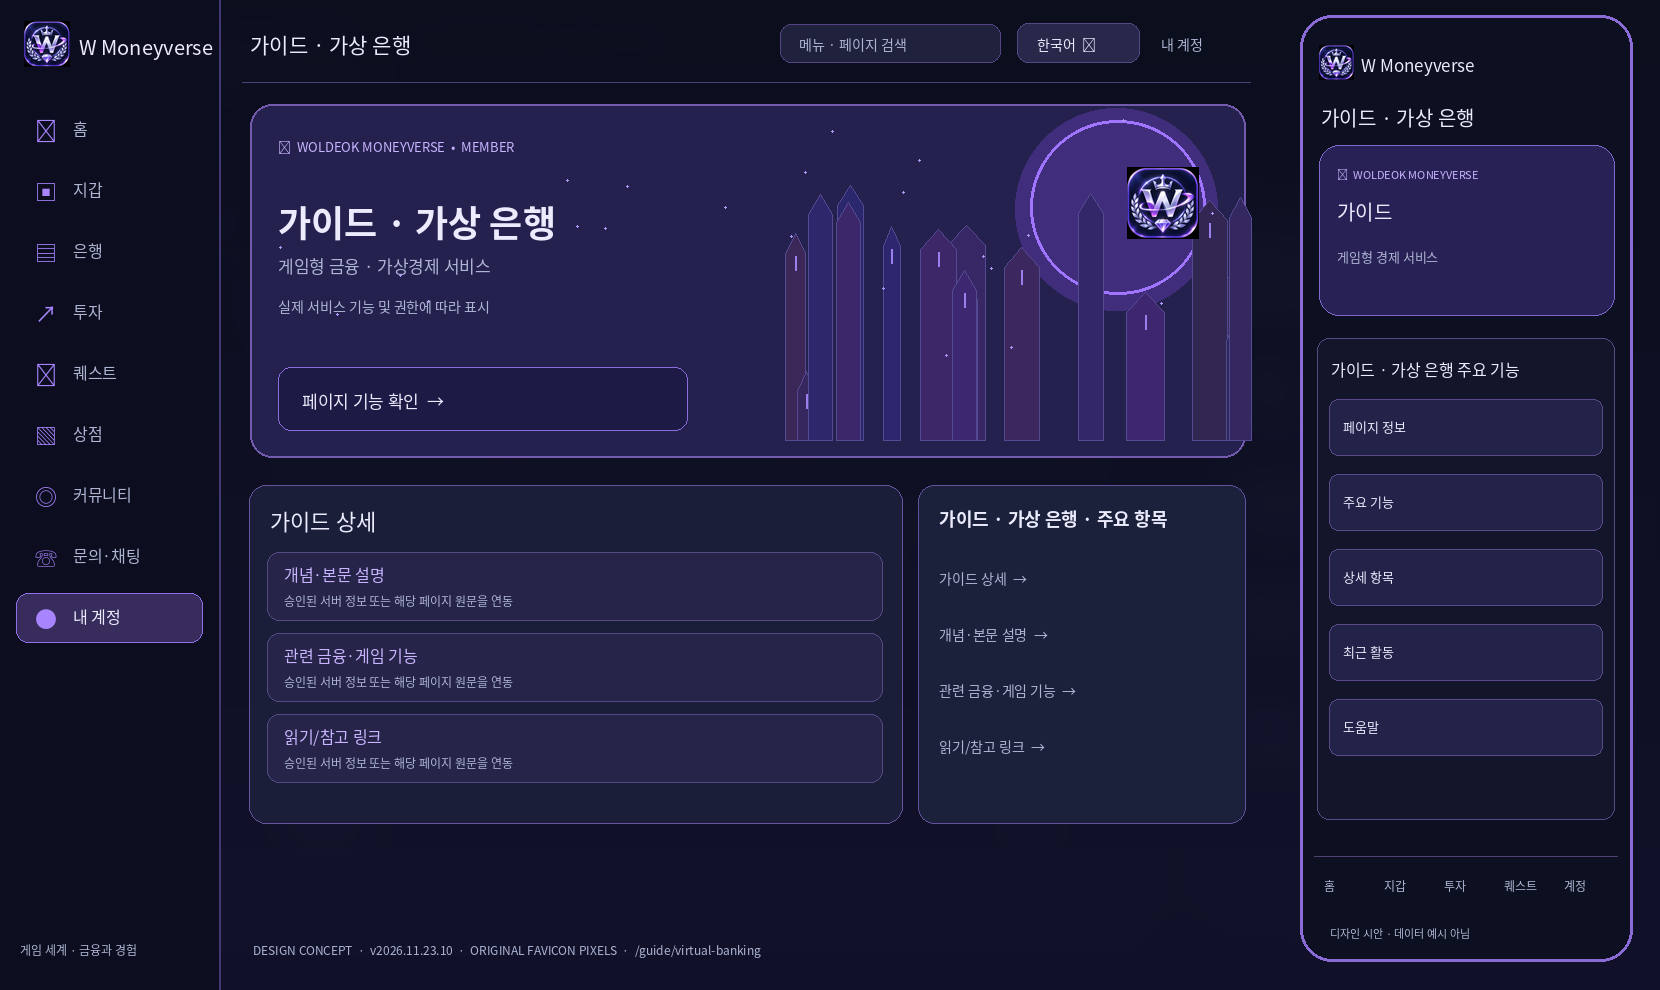 W Moneyverse
홈
지갑
은행
투자
퀘스트
상점
커뮤니티
문의·채팅
내 계정
게임 세계 · 금융과 경험
가이드 · 가상 은행
메뉴 · 페이지 검색
한국어
내 계정
WOLDEOK MONEYVERSE • MEMBER
가이드 · 가상 은행
게임형 금융 · 가상경제 서비스
실제 서비스 기능 및 권한에 따라 표시
페이지 기능 확인 →
W
가이드 상세
개념·본문 설명
승인된 서버 정보 또는 해당 페이지 원문을 연동
관련 금융·게임 기능
승인된 서버 정보 또는 해당 페이지 원문을 연동
읽기/참고 링크
승인된 서버 정보 또는 해당 페이지 원문을 연동
가이드 · 가상 은행 · 주요 항목
가이드 상세 →
개념·본문 설명 →
관련 금융·게임 기능 →
읽기/참고 링크 →
DESIGN CONCEPT · v2026.11.23.10 · ORIGINAL FAVICON PIXELS · /guide/virtual-banking
W Moneyverse
가이드 · 가상 은행
WOLDEOK MONEYVERSE
가이드
게임형 경제 서비스
가이드 · 가상 은행 주요 기능
페이지 정보
주요 기능
상세 항목
최근 활동
도움말
홈 지갑 투자 퀘스트 계정
디자인 시안 · 데이터 예시 아님